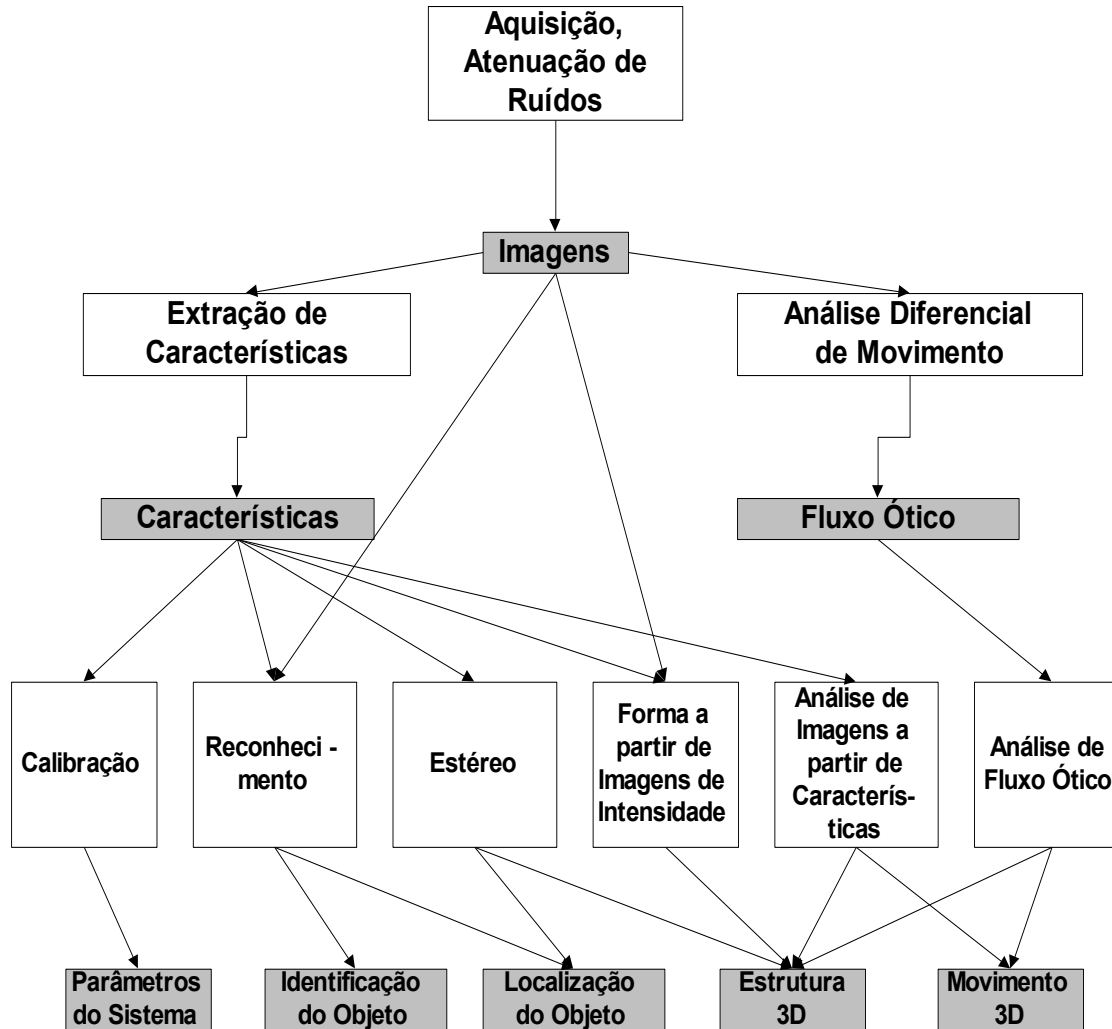 Aquisição,
Atenuação de
Ruídos
Imagens
Extração de
Característícas
Análise Diferencial
de Movimento
Característícas
Fluxo Ótico
Calibração
Reconheci -
mento
Estéreo
Forma a
partir de
Imagens de
Intensidade
Análise de
Imagens a
partir de
Caracterís-
ticas
Análise de
Fluxo Ótico
Parâmetros
do Sistema
Identificação
do Objeto
Localização
do Objeto
Estrutura
3D
Movimento
3D